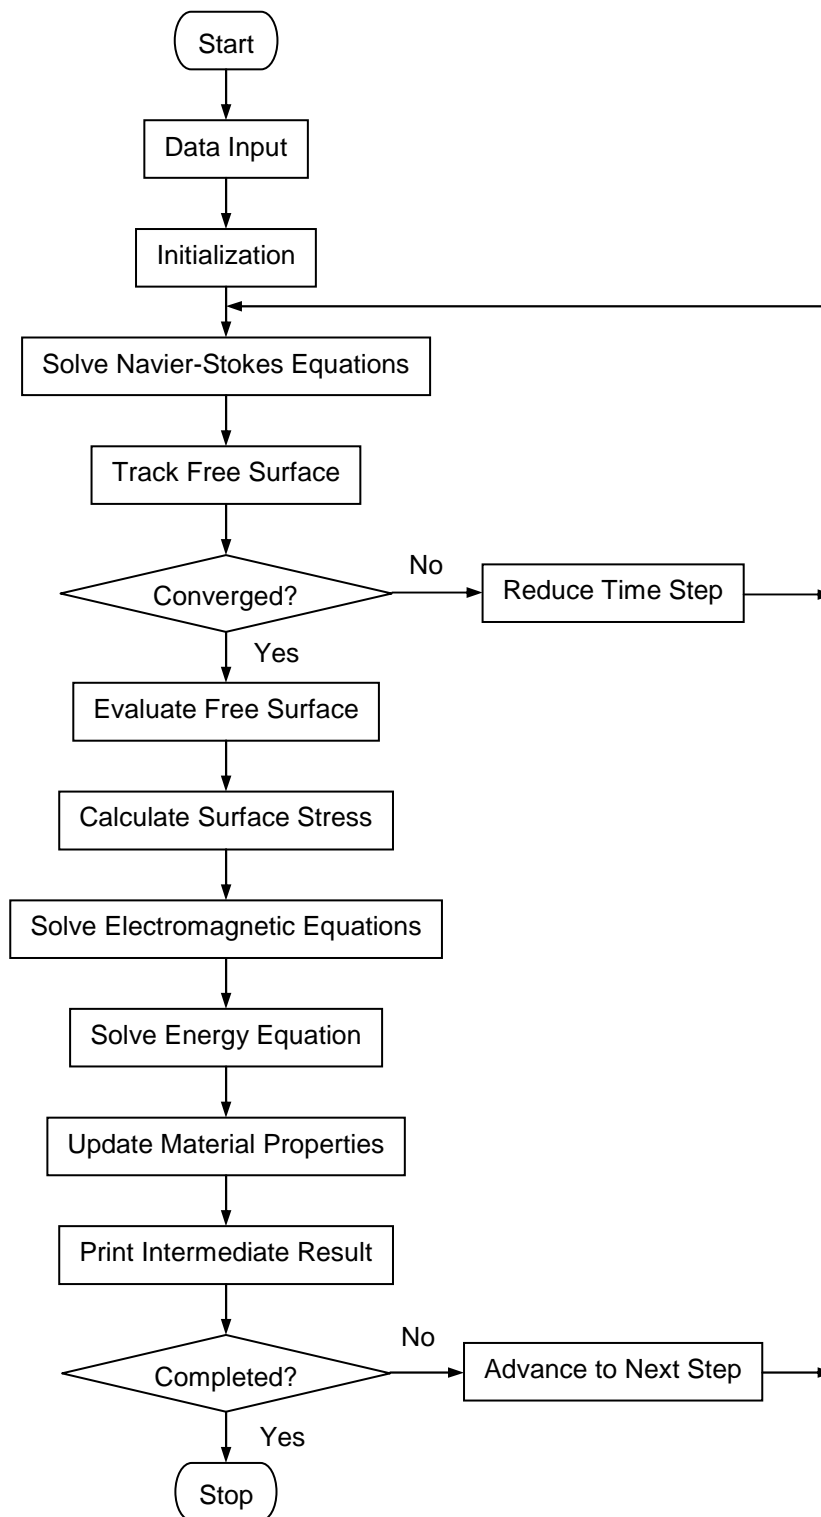 Start
Data Input
Initialization
Solve Navier-Stokes Equations
Track Free Surface
Converged?
No
Reduce Time Step
Yes
Evaluate Free Surface
Calculate Surface Stress
Solve Electromagnetic Equations
Solve Energy Equation
Update Material Properties
Print Intermediate Result
Completed?
No
Advance to Next Step
Yes
Stop